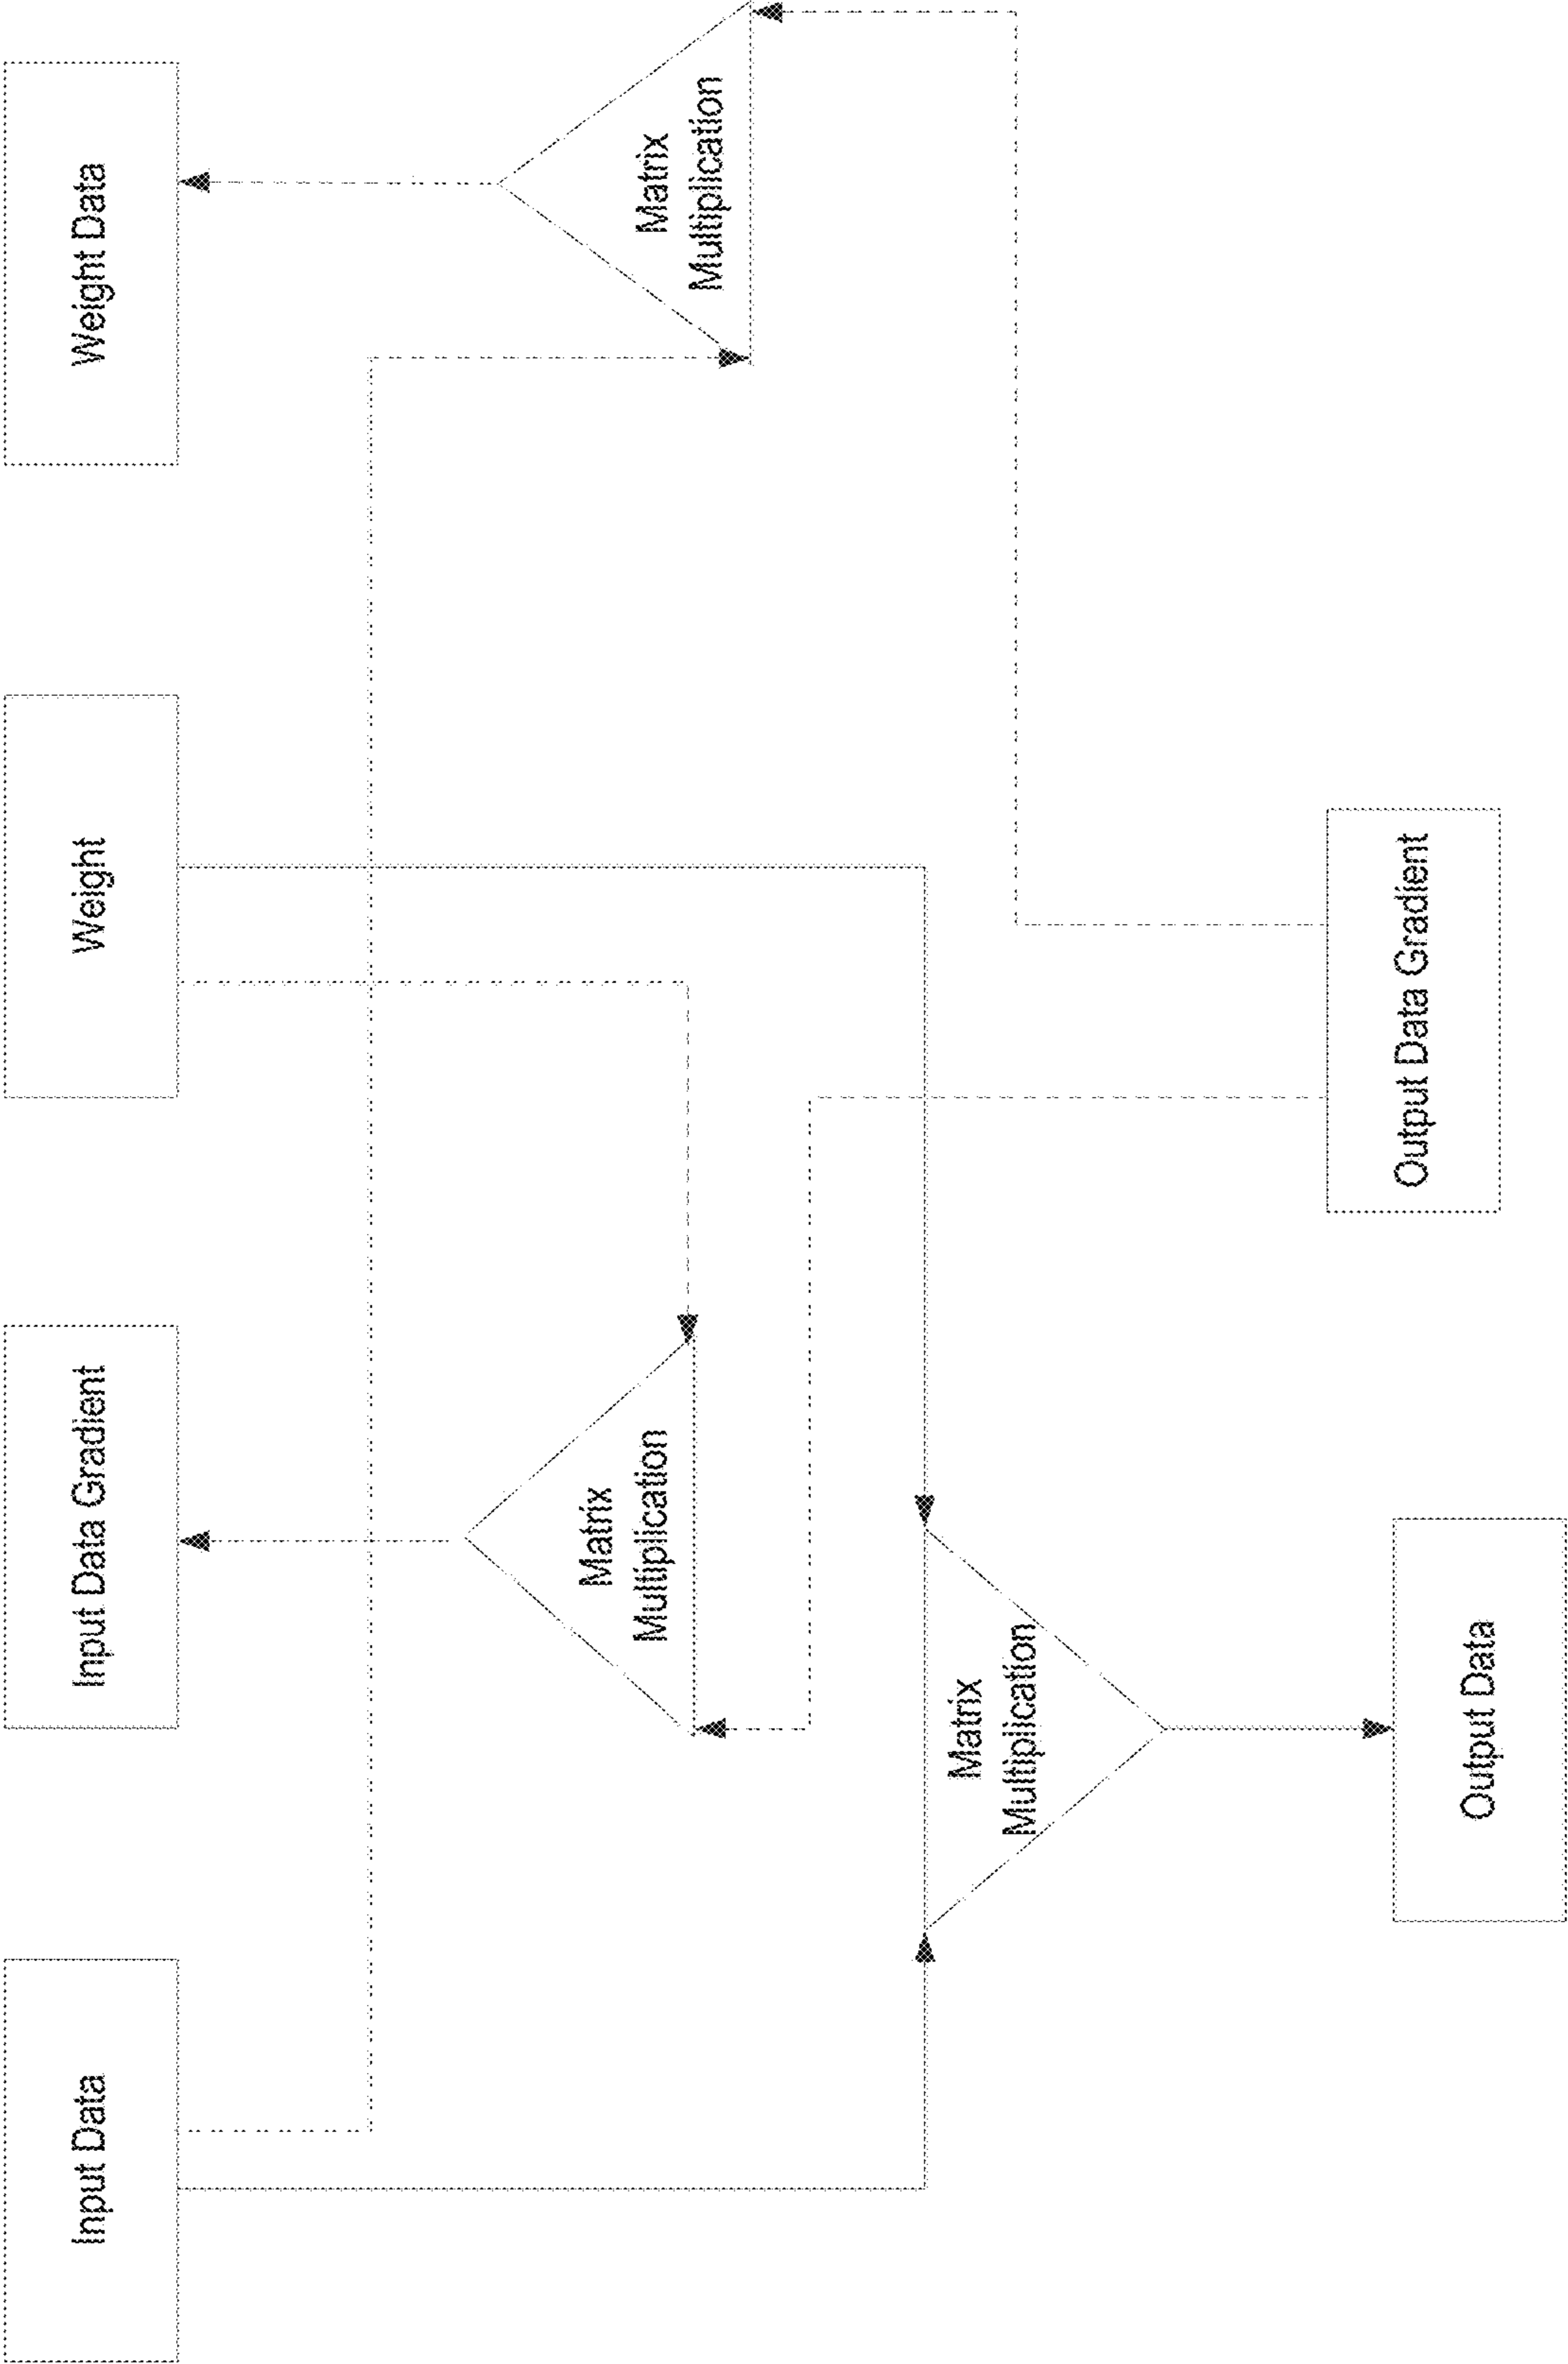 Input Data
Input Data Gradient
Weight
Weight Data
Matrix
Multiplication
Matrix
Multiplication
Matrix
Multiplication
Output Data
Output Data Gradient